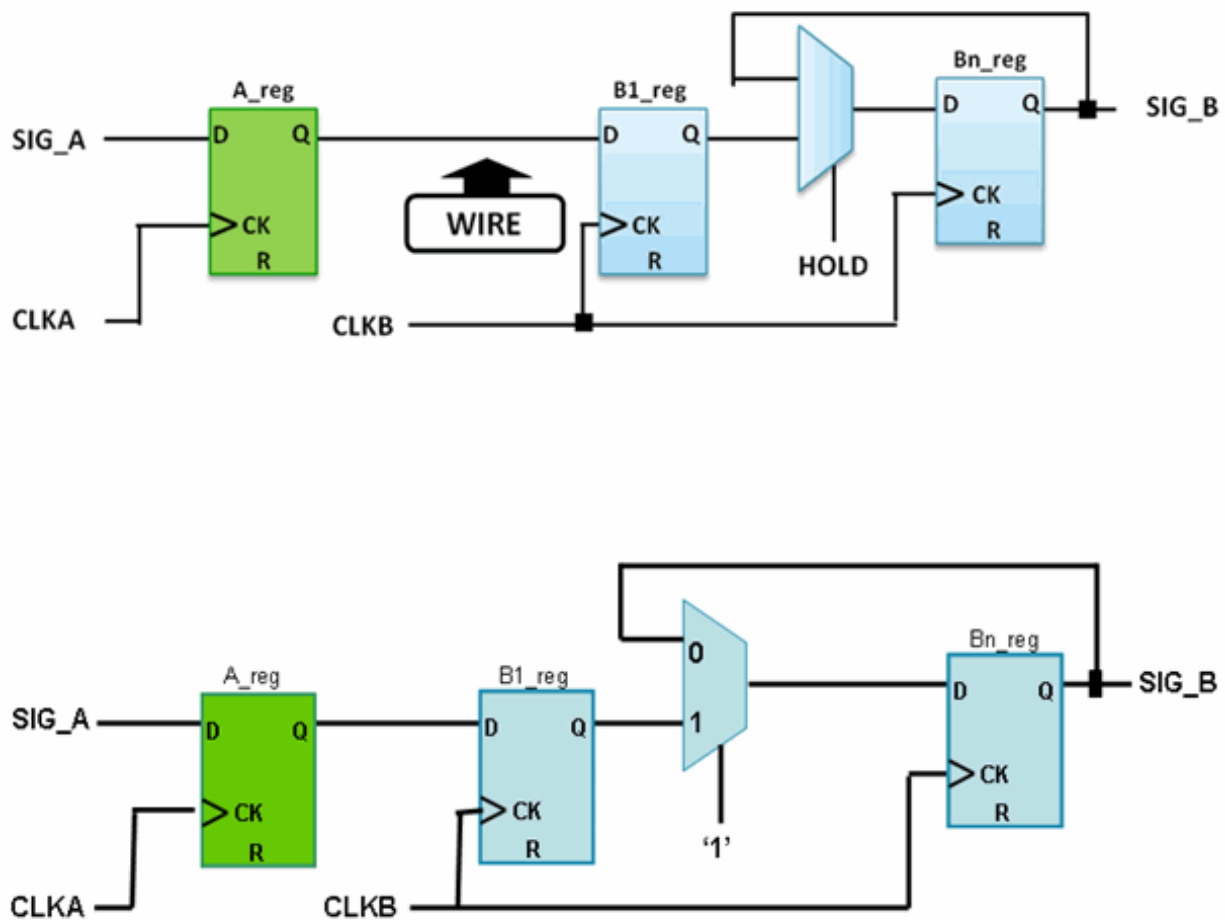 A_reg
B1_reg
Bn_reg
SIG_A
D
Q
D
Q
D
Q
SIG_B
WIRE
CK
R
CK
R
CK
R
HOLD
CLKA
CLKB
A_reg
B1_reg
Bn_reg
0
1
SIG_A
D
Q
D
Q
D
Q
SIG_B
CK
R
CK
R
CK
R
‘1’
CLKA
CLKB